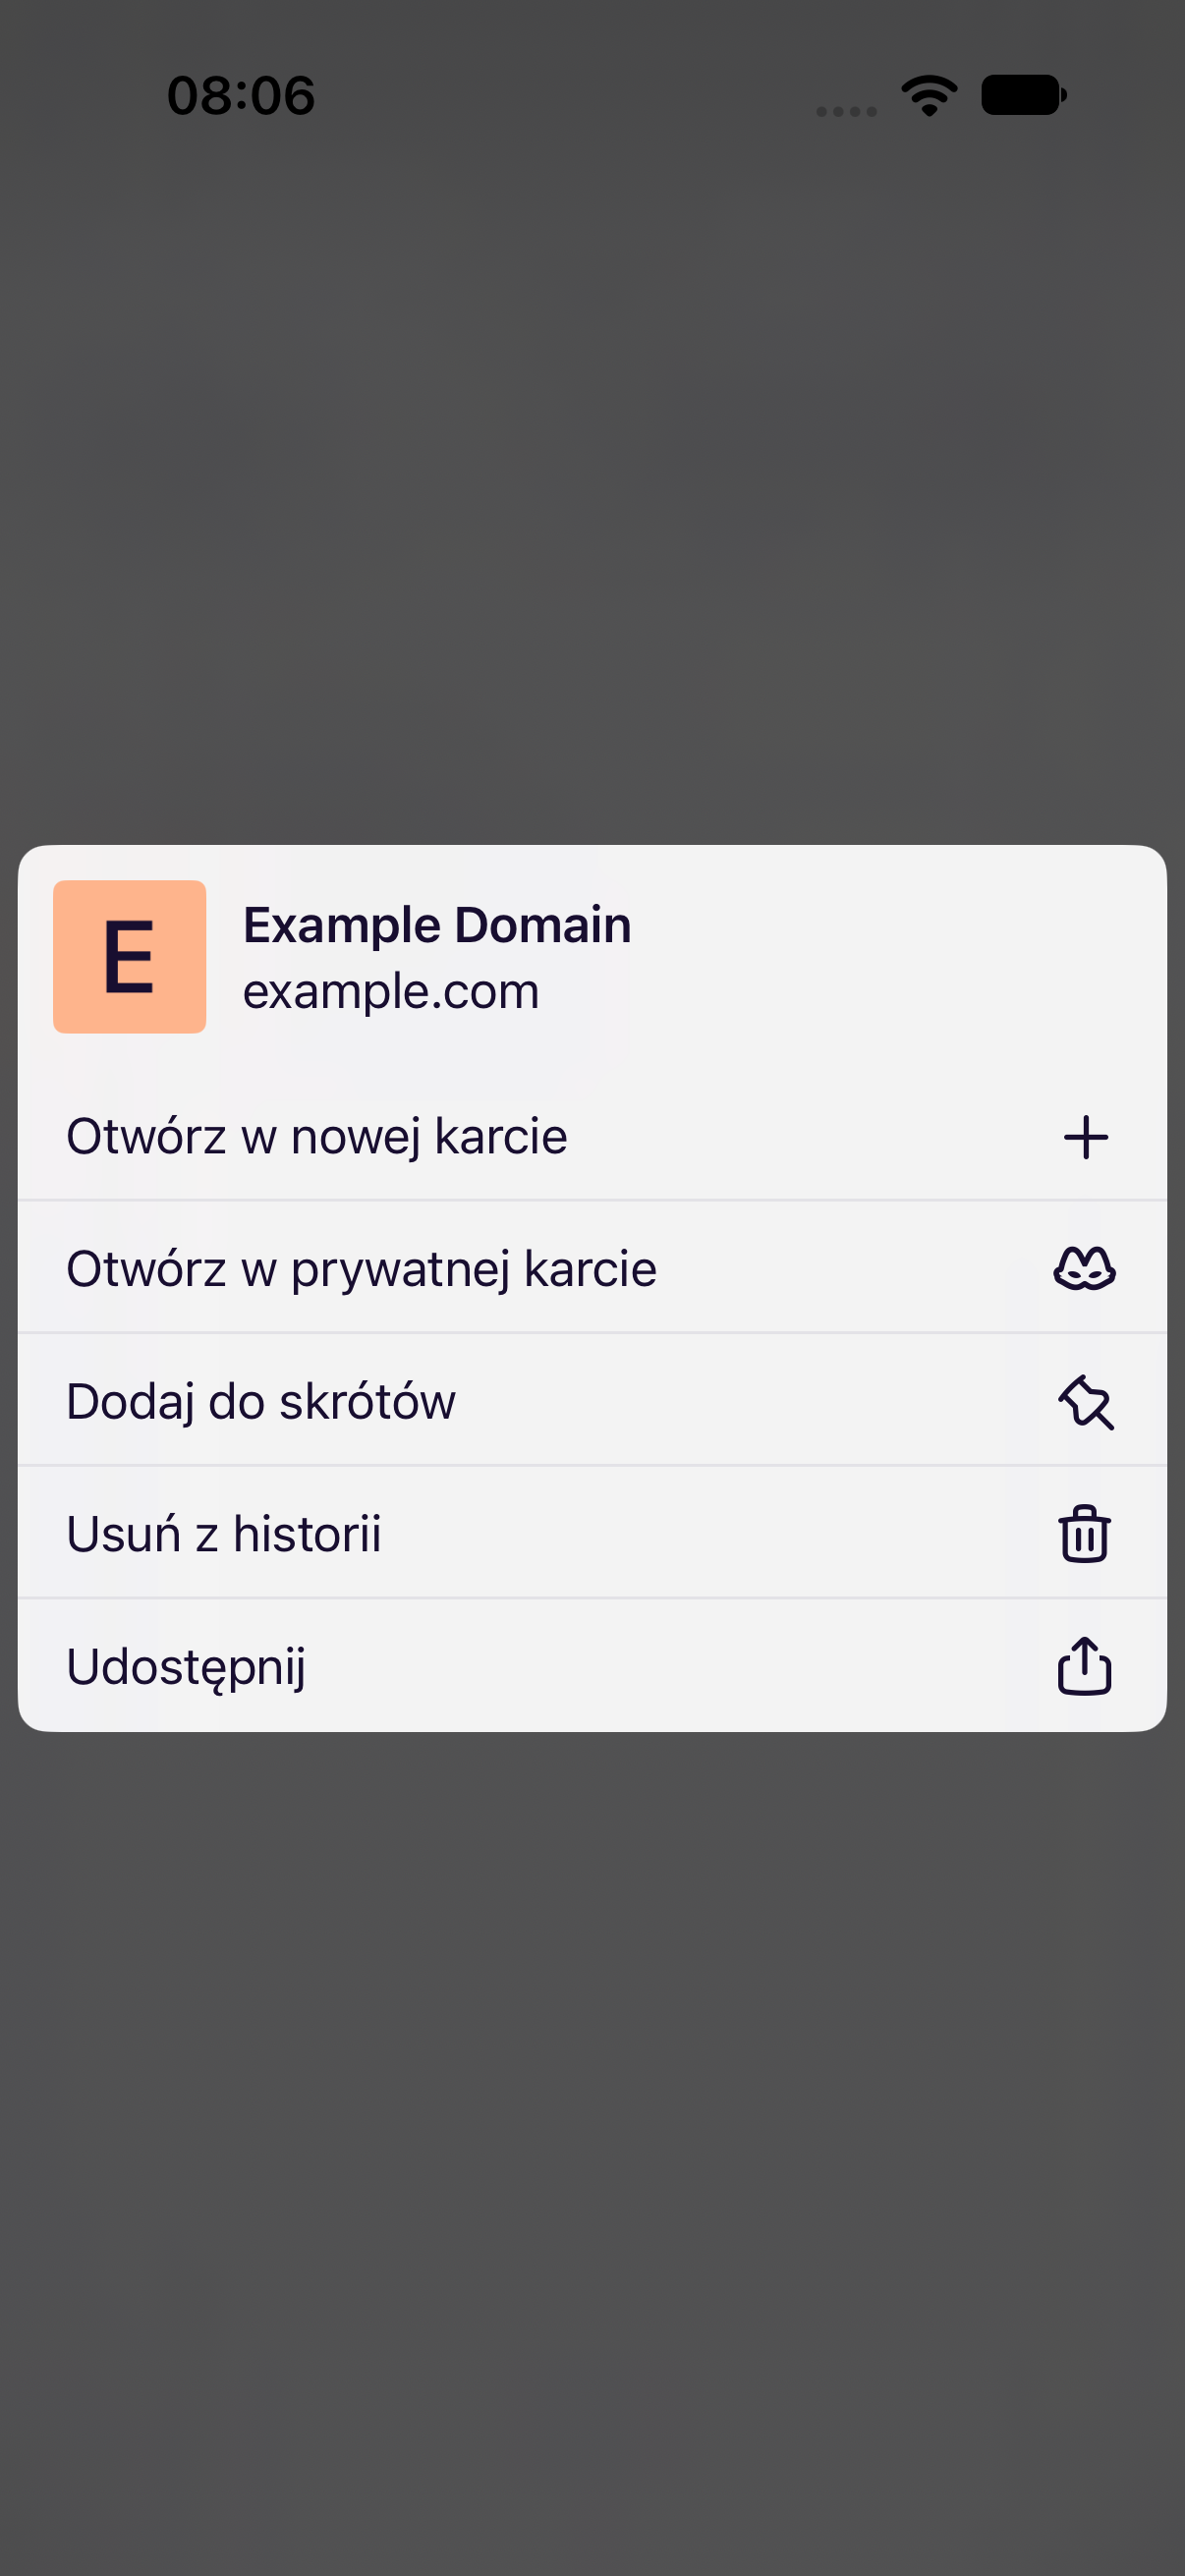 08:06
E
Example Domain
example.com
Otwórz w nowej karcie
Otwórz w prywatnej karcie
Dodaj do skrótów
Usuń z historii
Udostępnij